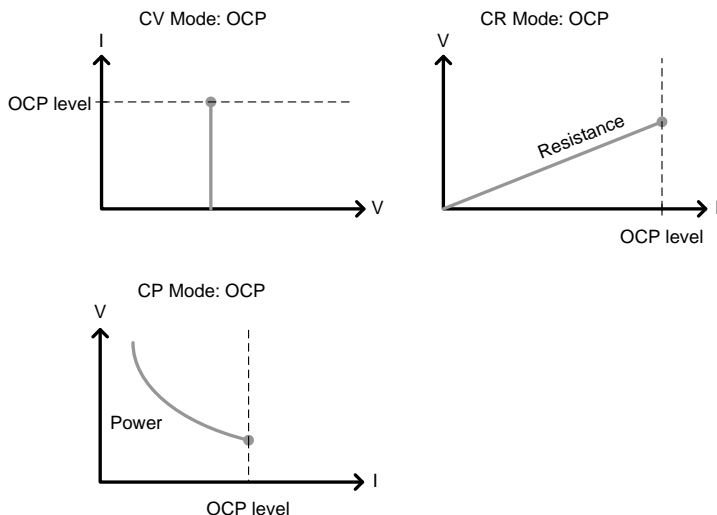 CV Mode: OCP
I
OCP level
V
CR Mode: OCP
V
Resistance
I
OCP level
CP Mode: OCP
V
Power
I
OCP level